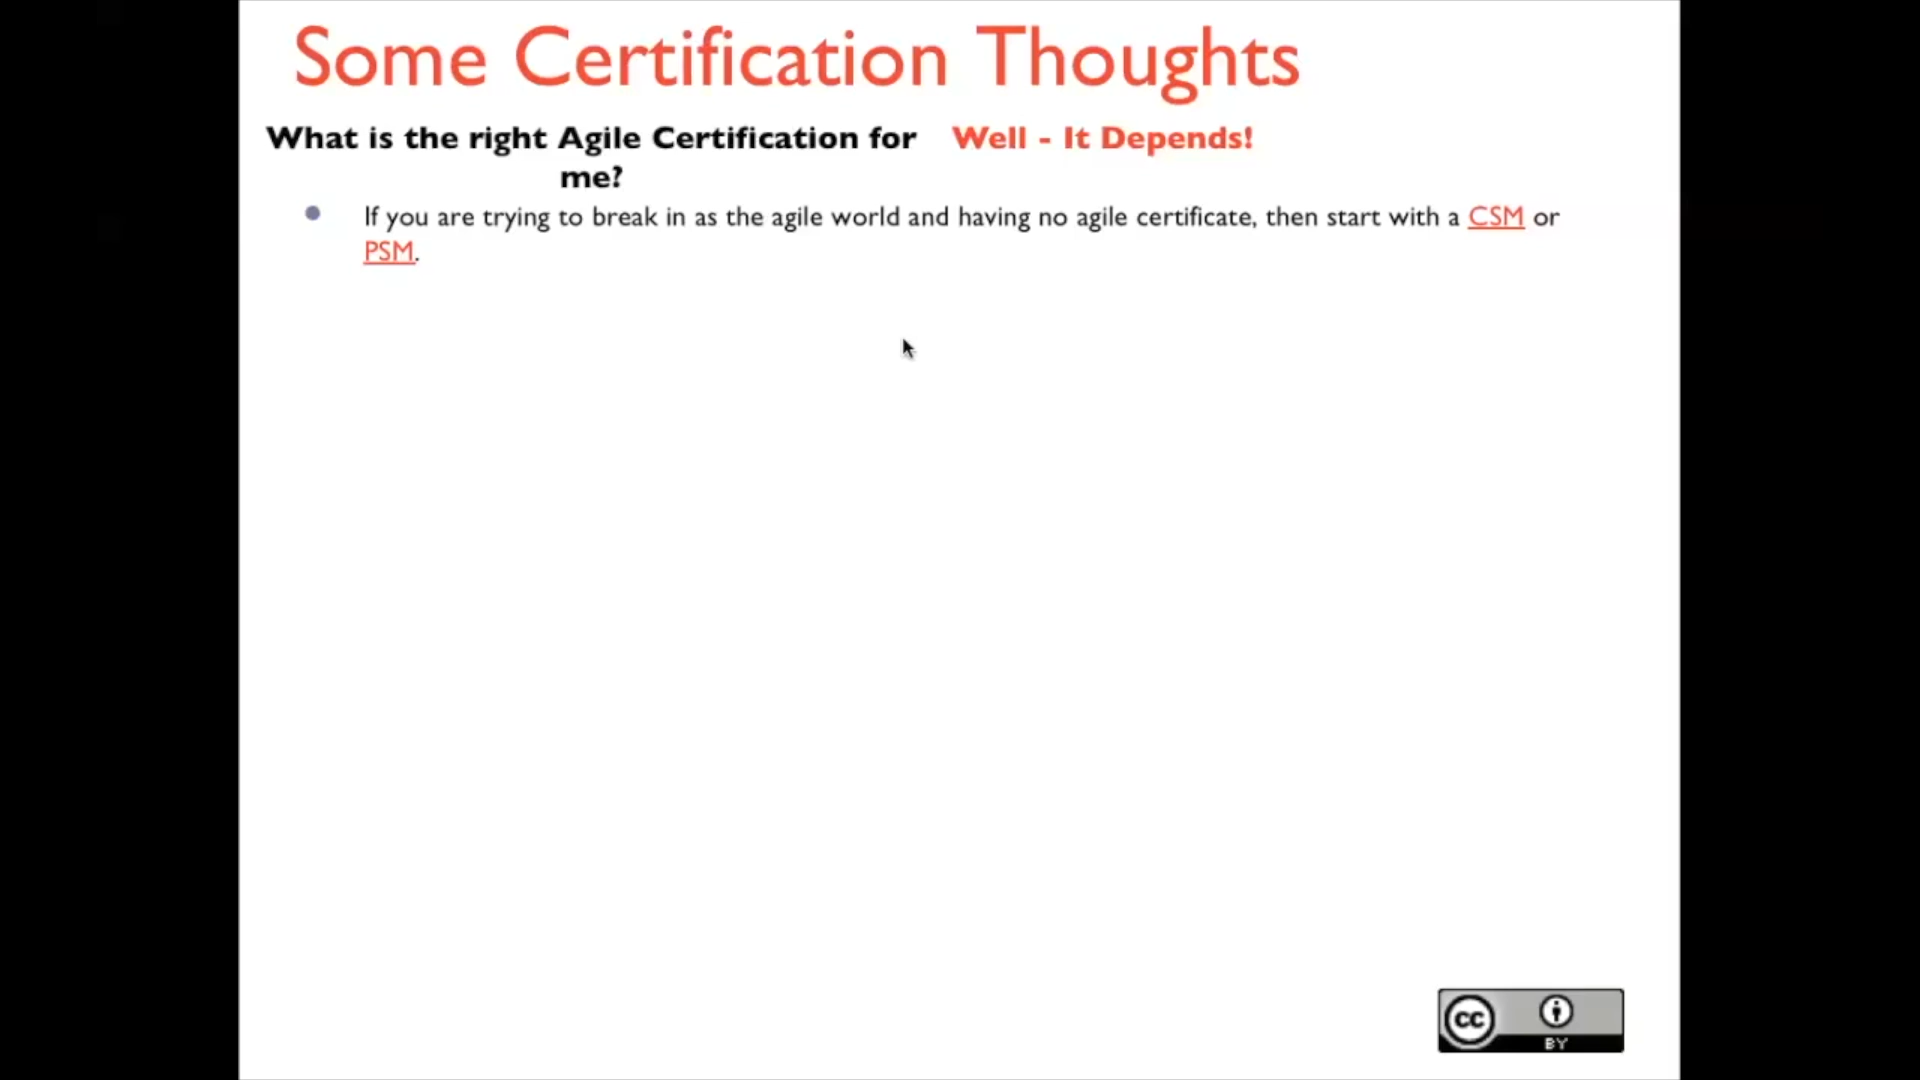 Some Certification Thoughts
What is the right Agile Certification for Well - It Depends!
me?
If you are trying to break in as the agile world and having no agile certificate, then start with a CSM or
PSM.
cc
BY